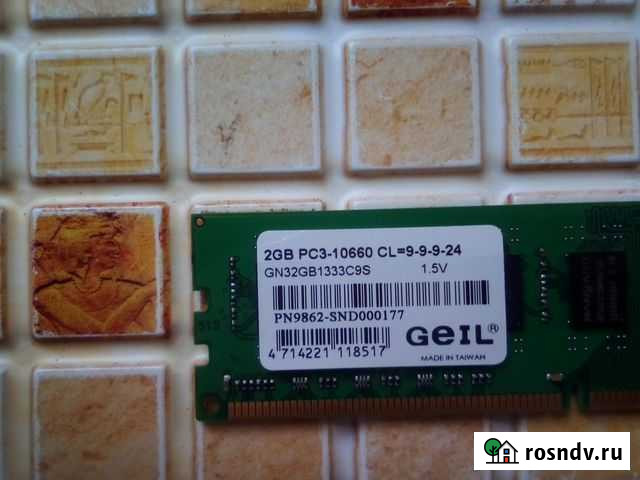 2GB PC3-10660 CL=9-9-9-24
GN32GB1333C9S 1.5V
PN9862-SND000177
GeIL®
4 714221 118517
MADE IN TAIWAN
rosndv.ru